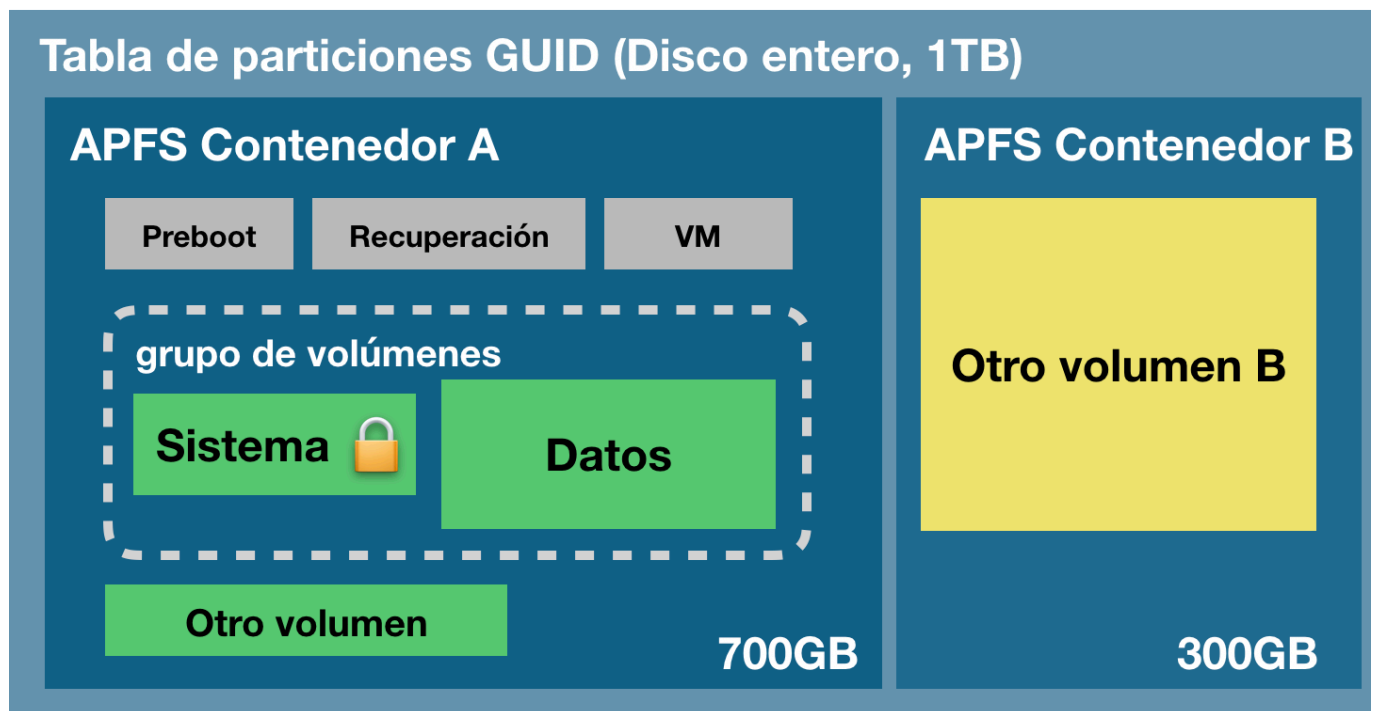 Tabla de particiones GUID (Disco entero, 1TB)
APFS Contenedor A
Preboot
Recuperación
VM
grupo de volúmenes
Sistema
Datos
Otro volumen
700GB
APFS Contenedor B
Otro volumen B
300GB